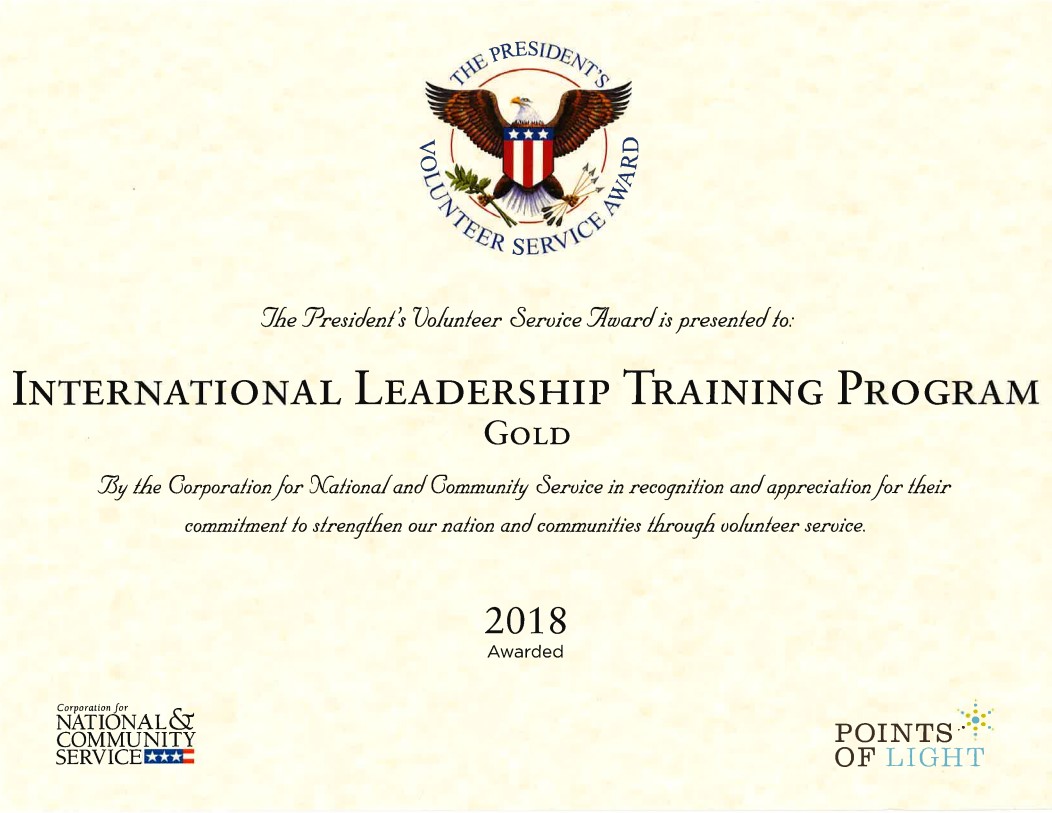 THE PRESIDENT'S
VOLUNTEER SERVICE AWARD
The President's Volunteer Service Award is presented to:
INTERNATIONAL LEADERSHIP TRAINING PROGRAM
GOLD
By the Corporation for National and Community Service in recognition and appreciation for their
commitment to strengthen our nation and communities through volunteer service.
2018
Awarded
Corporation for
NATIONAL &
COMMUNITY
SERVICE
POINTS
OF LIGHT